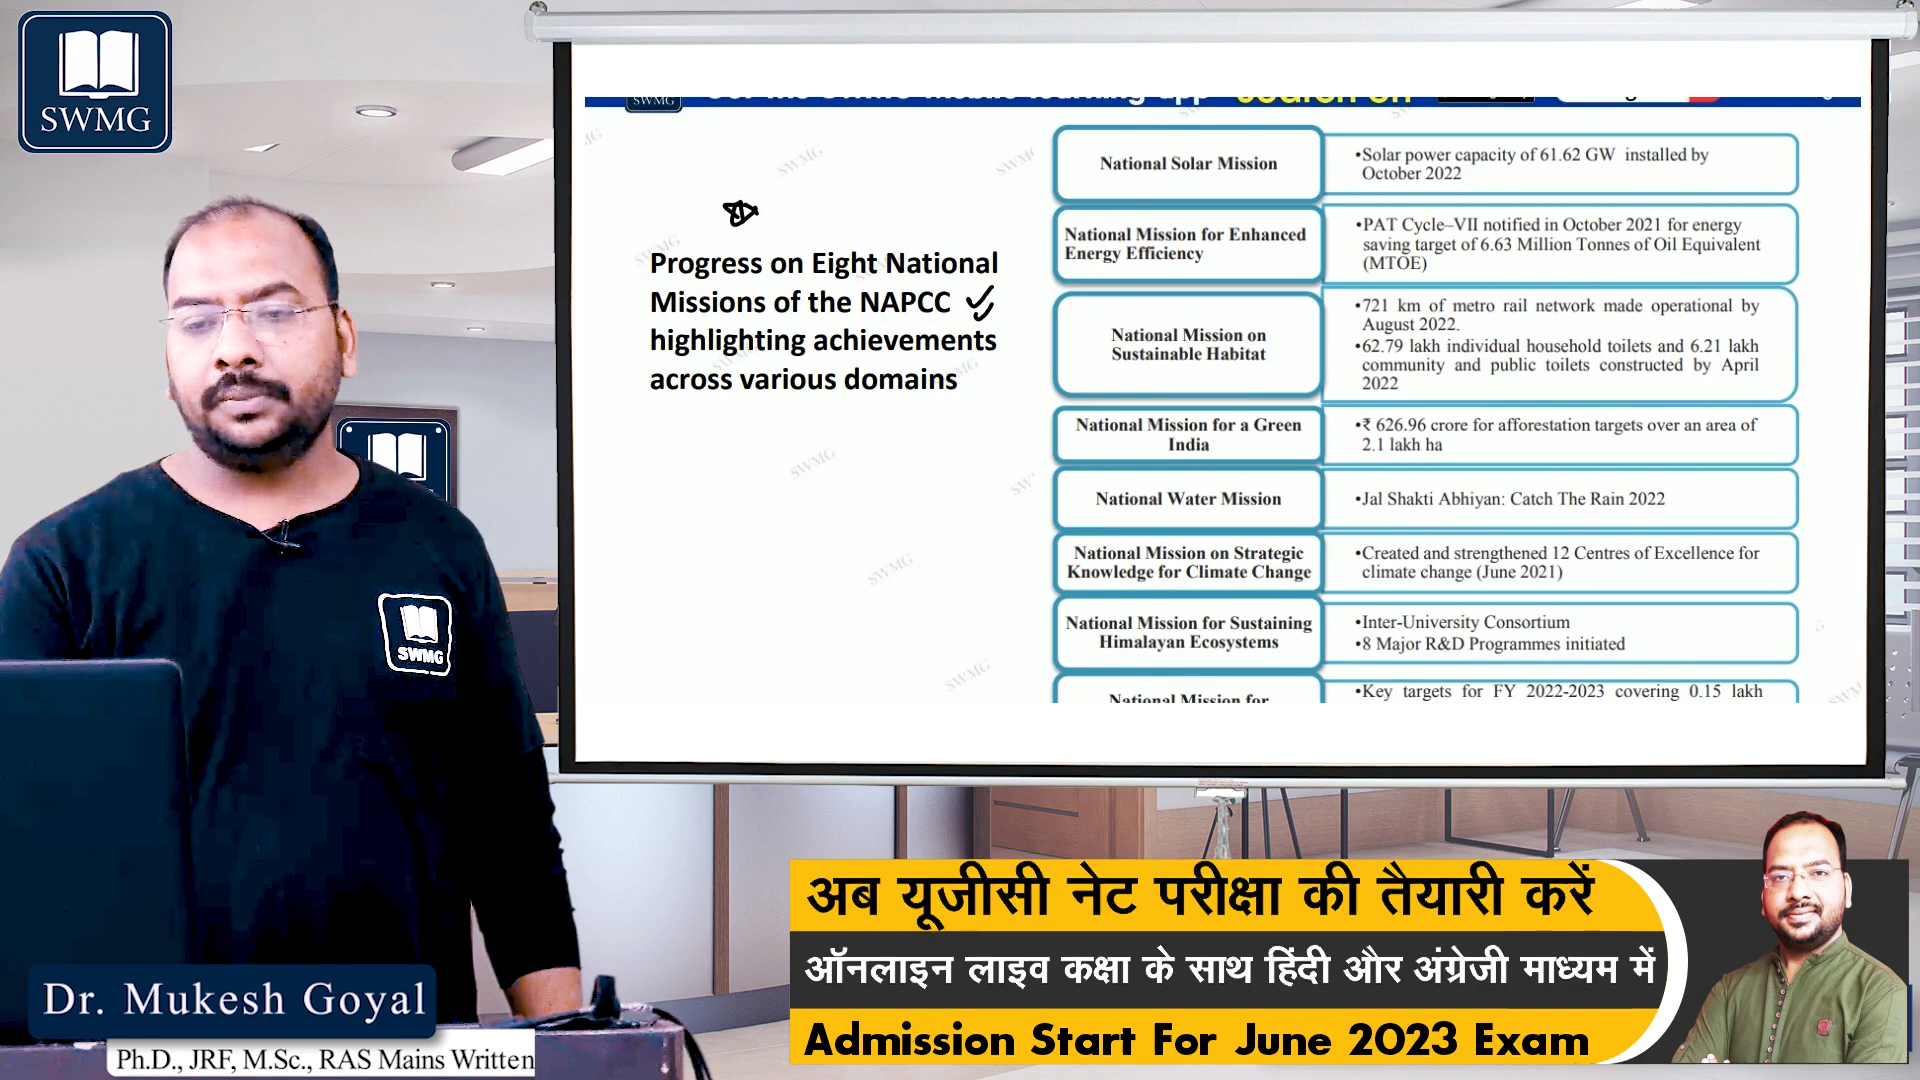 SWMG
SWMG
Progress on Eight National
Missions of the NAPCC
highlighting achievements
across various domains
National Solar Mission
•Solar power capacity of 61.62 GW installed by
October 2022
National Mission for Enhanced
Energy Efficiency
•PAT Cycle–VII notified in October 2021 for energy
saving target of 6.63 Million Tonnes of Oil Equivalent
(MTOE)
National Mission on
Sustainable Habitat
•721 km of metro rail network made operational by
August 2022.
•62.79 lakh individual household toilets and 6.21 lakh
community and public toilets constructed by April
2022
National Mission for a Green
India
•₹ 626.96 crore for afforestation targets over an area of
2.1 lakh ha
National Water Mission
•Jal Shakti Abhiyan: Catch The Rain 2022
National Mission on Strategic
Knowledge for Climate Change
•Created and strengthened 12 Centres of Excellence for
climate change (June 2021)
National Mission for Sustaining
Himalayan Ecosystems
•Inter-University Consortium
•8 Major R&D Programmes initiated
National Mission for
•Key targets for FY 2022-2023 covering 0.15 lakh
SWMG
Dr. Mukesh Goyal
Ph.D., JRF, M.Sc., RAS Mains Written
अब यूजीसी नेट परीक्षा की तैयारी करें
ऑनलाइन लाइव कक्षा के साथ हिंदी और अंग्रेजी माध्यम में
Admission Start For June 2023 Exam